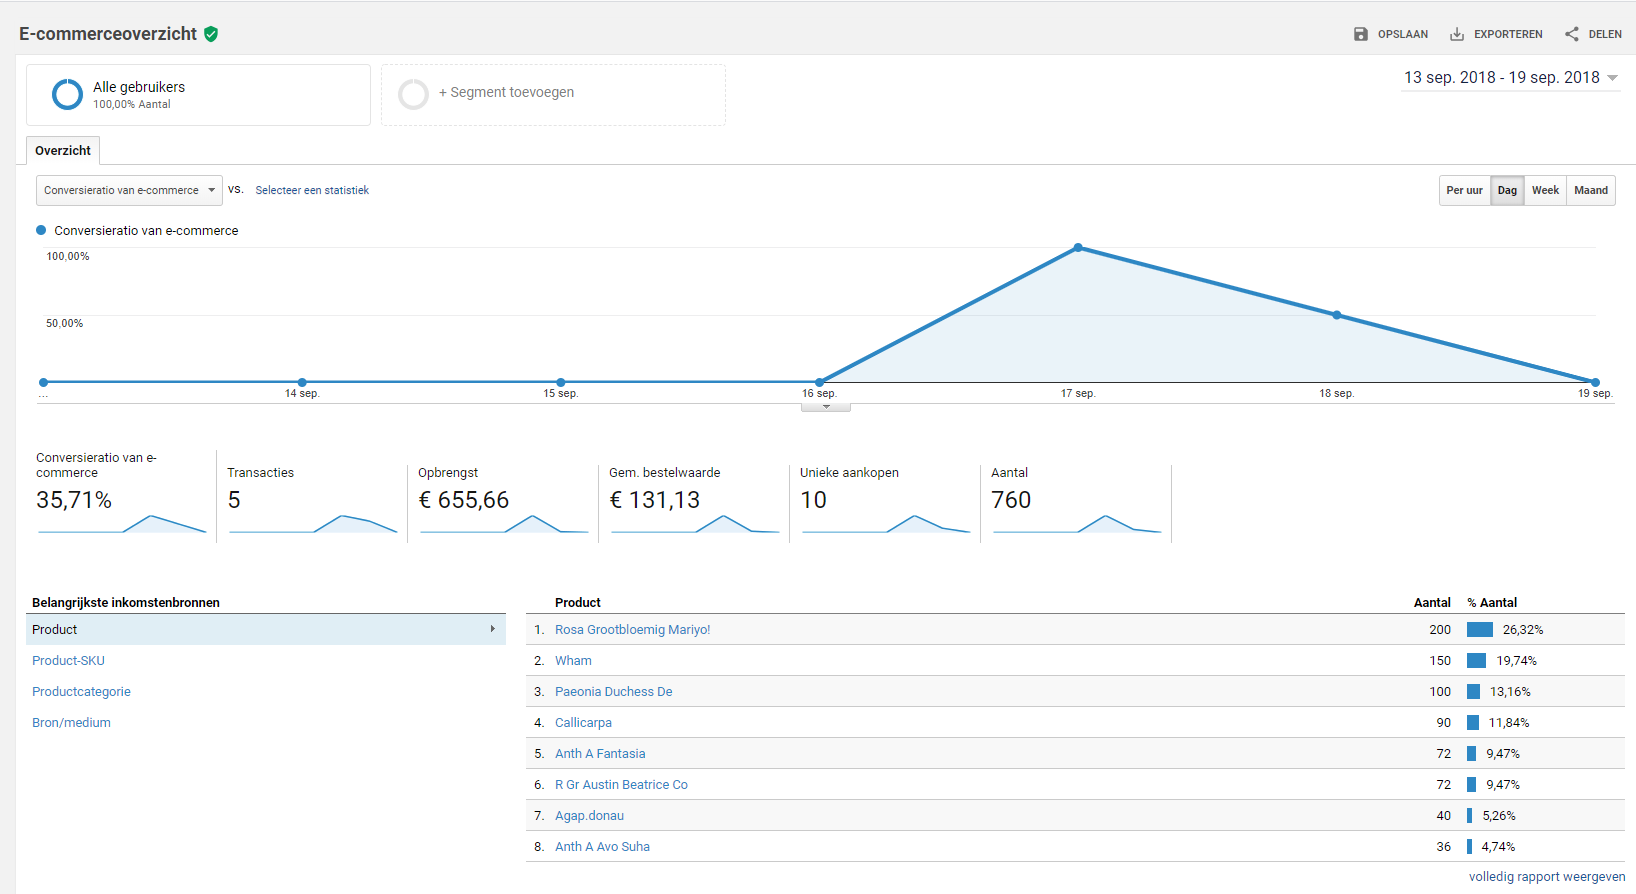 E-commerceoverzicht
OPSLAAN EXPORTEREN DELEN
Alle gebruikers
100,00% Aantal
+ Segment toevoegen
13 sep. 2018 - 19 sep. 2018
Overzicht
Conversieratio van e-commerce vs. Selecteer een statistiek
Per uur Dag Week Maand
Conversieratio van e-commerce
100,00%
50,00%
... 14 sep. 15 sep. 16 sep. 17 sep. 18 sep. 19 sep.
Conversieratio van e-
commerce
35,71%
Transacties
5
Opbrengst
€ 655,66
Gem. bestelwaarde
€ 131,13
Unieke aankopen
10
Aantal
760
Belangrijkste inkomstenbronnen
Product
Product-SKU
Productcategorie
Bron/medium
Product Aantal % Aantal
1. Rosa Grootbloemig Mariyo! 200 26,32%
2. Wham 150 19,74%
3. Paeonia Duchess De 100 13,16%
4. Callicarpa 90 11,84%
5. Anth A Fantasia 72 9,47%
6. R Gr Austin Beatrice Co 72 9,47%
7. Agap.donau 40 5,26%
8. Anth A Avo Suha 36 4,74%
volledig rapport weergeven